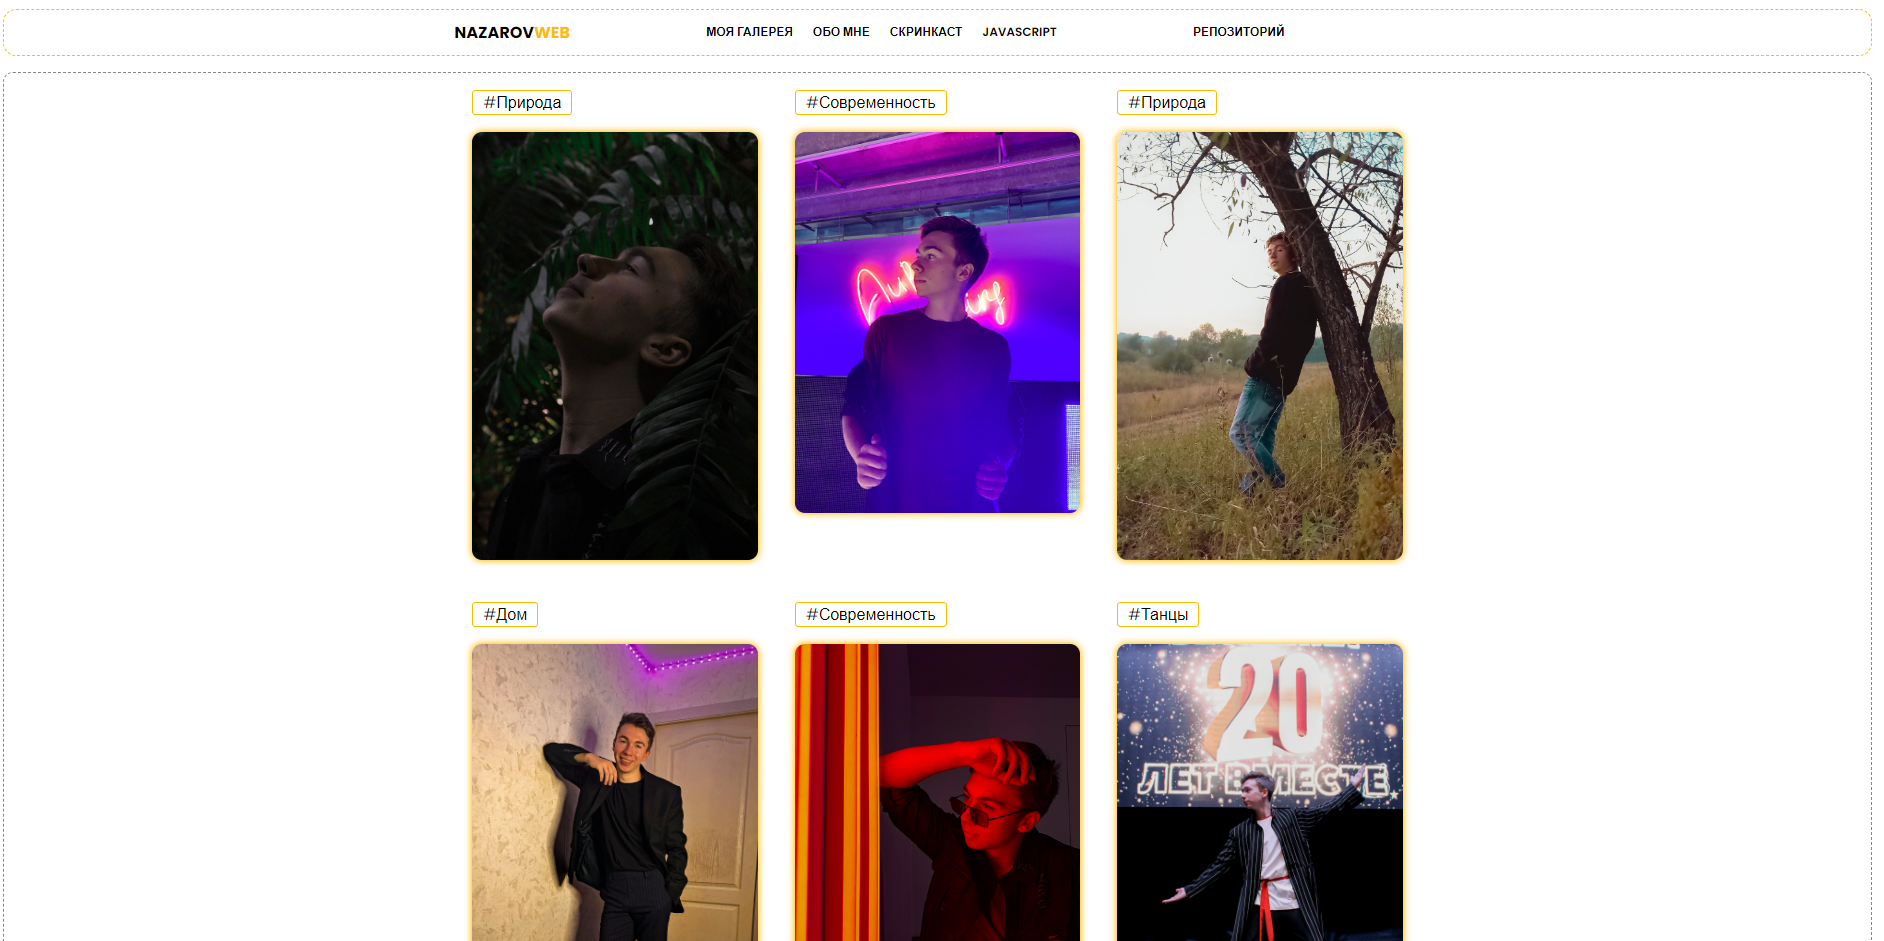 NAZAROVWEB
МОЯ ГАЛЕРЕЯ ОБО МНЕ СКРИНКАСТ JAVASCRIPT РЕПОЗИТОРИЙ
#Природа #Современность #Природа
#Дом #Современность #Танцы
20
ЛЕТ ВМЕСТЕ